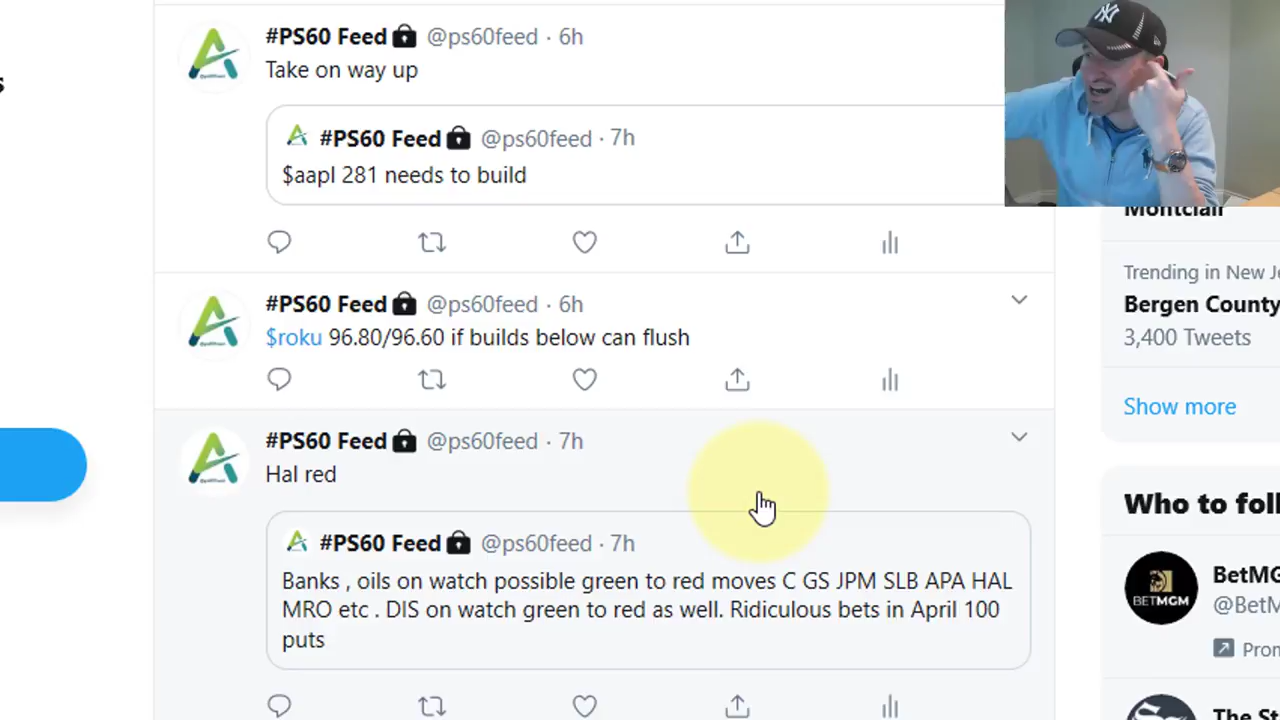 s
#PS60 Feed @ps60feed · 6h
Take on way up
#PS60 Feed @ps60feed · 7h
$aapl 281 needs to build
#PS60 Feed @ps60feed · 6h
$roku 96.80/96.60 if builds below can flush
#PS60 Feed @ps60feed · 7h
Hal red
#PS60 Feed @ps60feed · 7h
Banks , oils on watch possible green to red moves C GS JPM SLB APA HAL
MRO etc . DIS on watch green to red as well. Ridiculous bets in April 100
puts
NY
Montclair
Trending in New Je
Bergen County
3,400 Tweets
Show more
Who to foll
BETMGM
BetMG
@BetM
Prom
The St